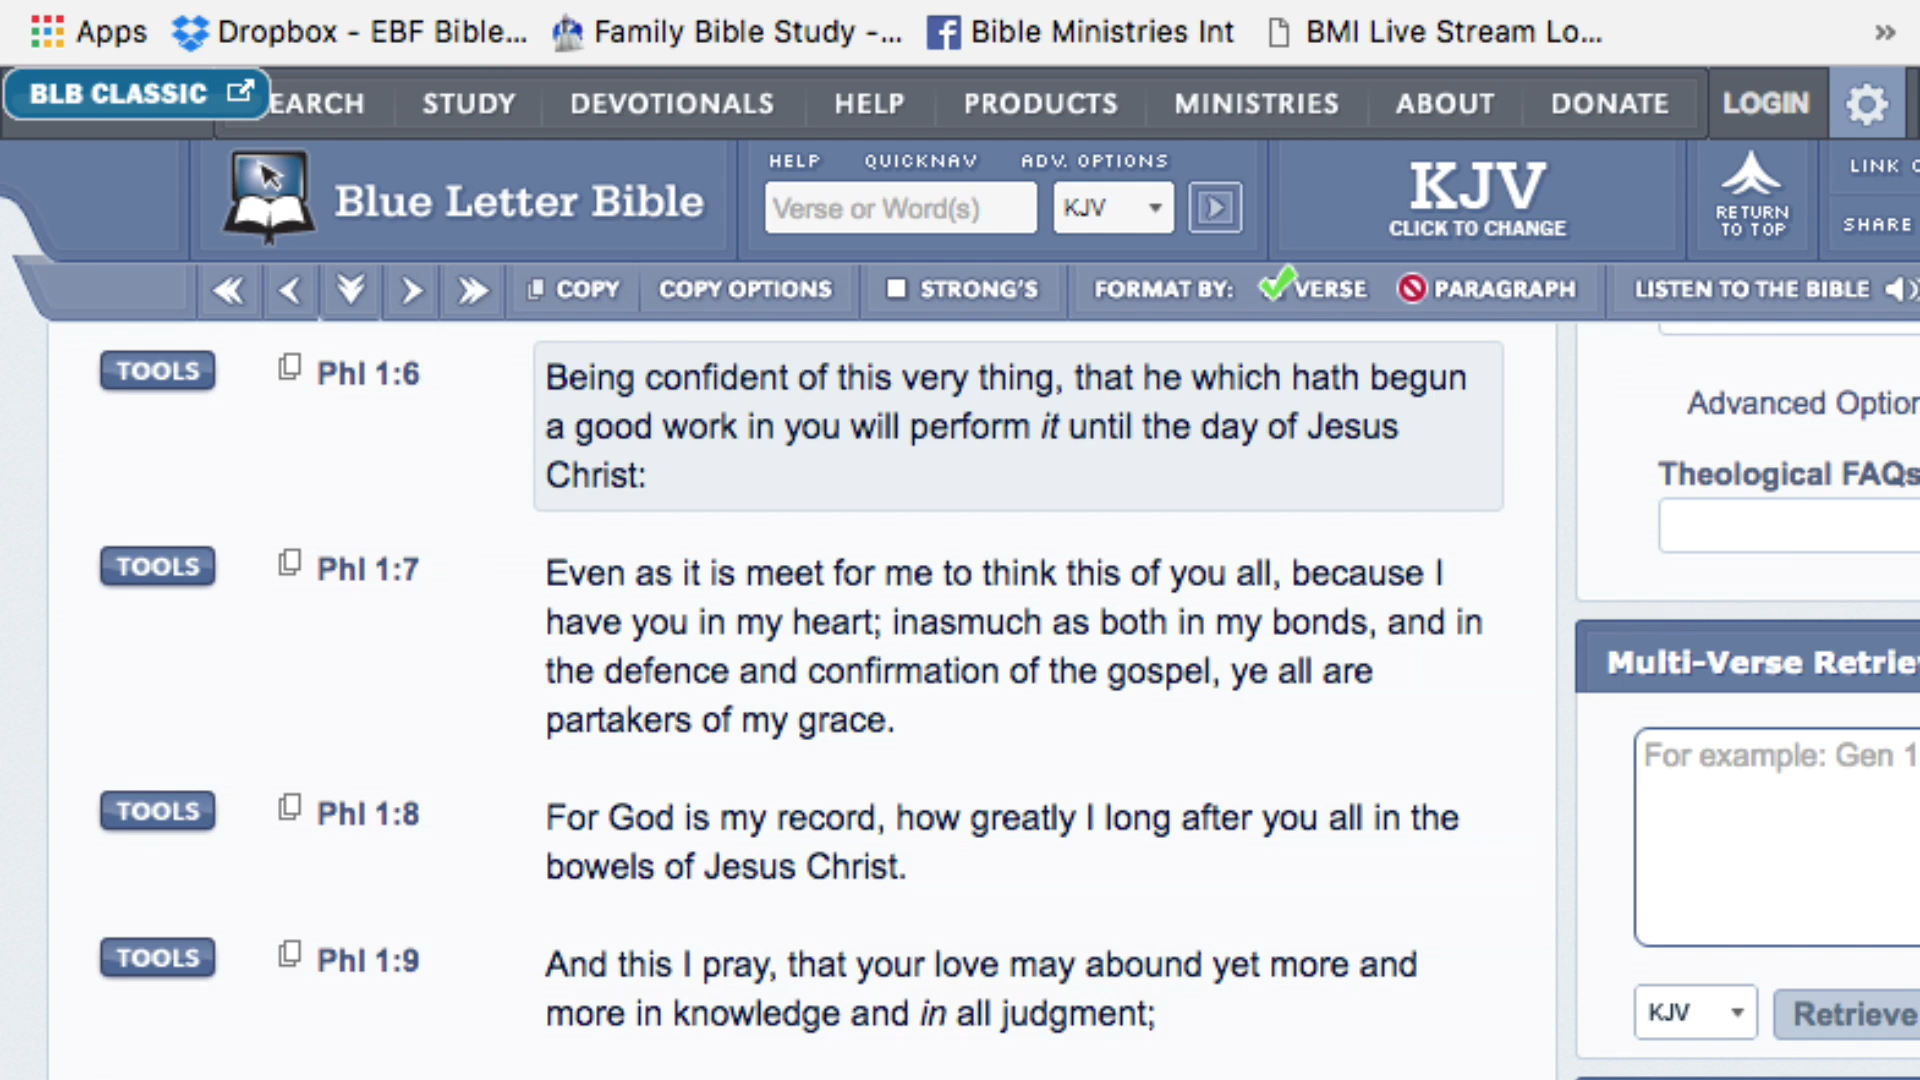 Apps Dropbox - EBF Bible... Family Bible Study -... Bible Ministries Int BMI Live Stream Lo... »
BLB CLASSIC EARCH STUDY DEVOTIONALS HELP PRODUCTS MINISTRIES ABOUT DONATE LOGIN
HELP QUICKNAV ADV. OPTIONS
Blue Letter Bible
Verse or Word(s) KJV
KJV
CLICK TO CHANGE
RETURN
TO TOP
LINK
SHARE
COPY COPY OPTIONS STRONG'S FORMAT BY: VERSE PARAGRAPH LISTEN TO THE BIBLE
TOOLS Phl 1:6 Being confident of this very thing, that he which hath begun
a good work in you will perform it until the day of Jesus
Christ:
TOOLS Phl 1:7 Even as it is meet for me to think this of you all, because I
have you in my heart; inasmuch as both in my bonds, and in
the defence and confirmation of the gospel, ye all are
partakers of my grace.
TOOLS Phl 1:8 For God is my record, how greatly I long after you all in the
bowels of Jesus Christ.
TOOLS Phl 1:9 And this I pray, that your love may abound yet more and
more in knowledge and in all judgment;
Advanced Option
Theological FAQs
Multi-Verse Retrie
For example: Gen 1
KJV Retrieve